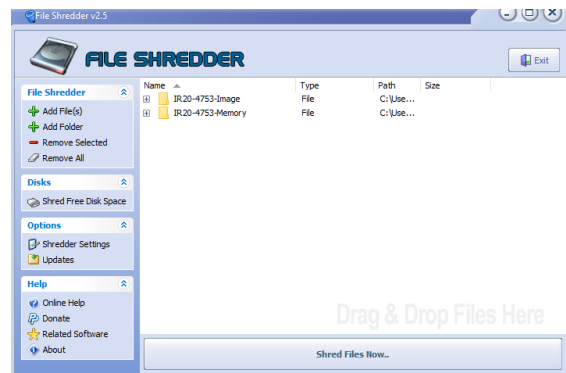 File Shredder v2.5
FILE SHREDDER
Exit
File Shredder
Add File(s)
Add Folder
Remove Selected
Remove All
Disks
Shred Free Disk Space
Options
Shredder Settings
Updates
Help
Online Help
Donate
Related Software
About
Name Type Path Size
IR20-4753-Image File C:\Use...
IR20-4753-Memory File C:\Use...
Drag & Drop Files Here
Shred Files Now..